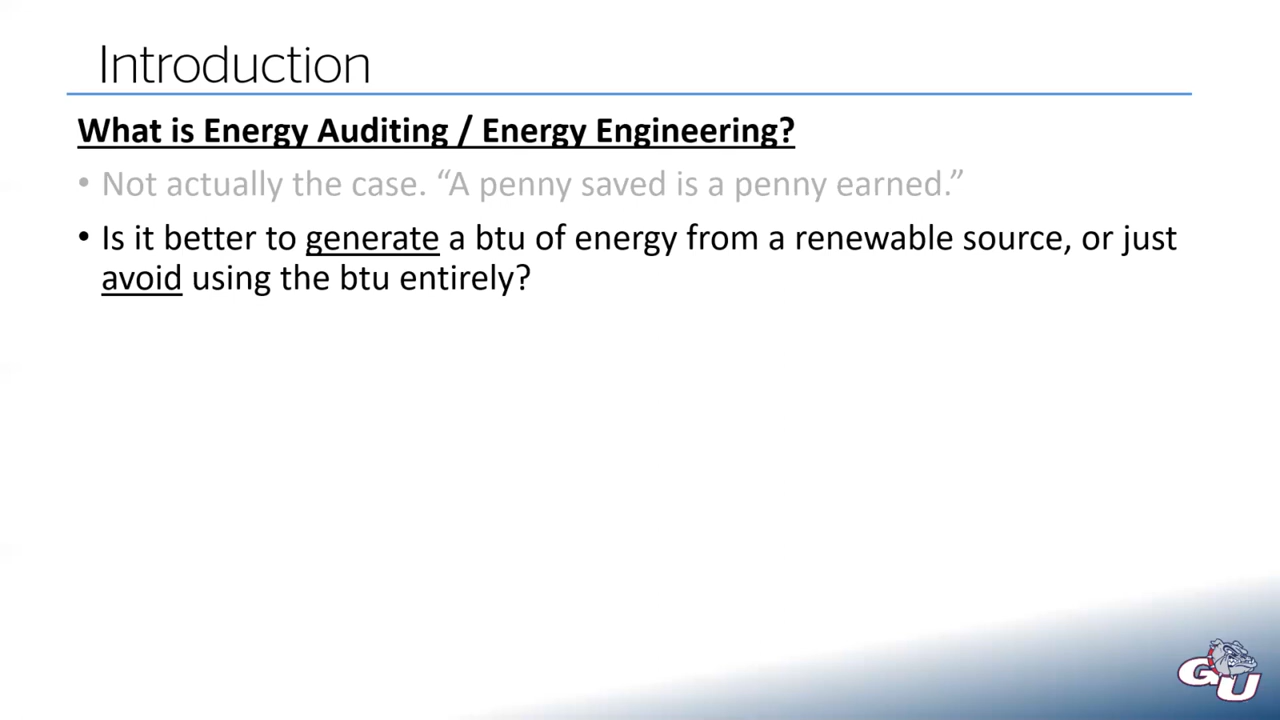 Introduction
What is Energy Auditing / Energy Engineering?
• Not actually the case. “A penny saved is a penny earned.”
• Is it better to generate a btu of energy from a renewable source, or just
avoid using the btu entirely?
GU